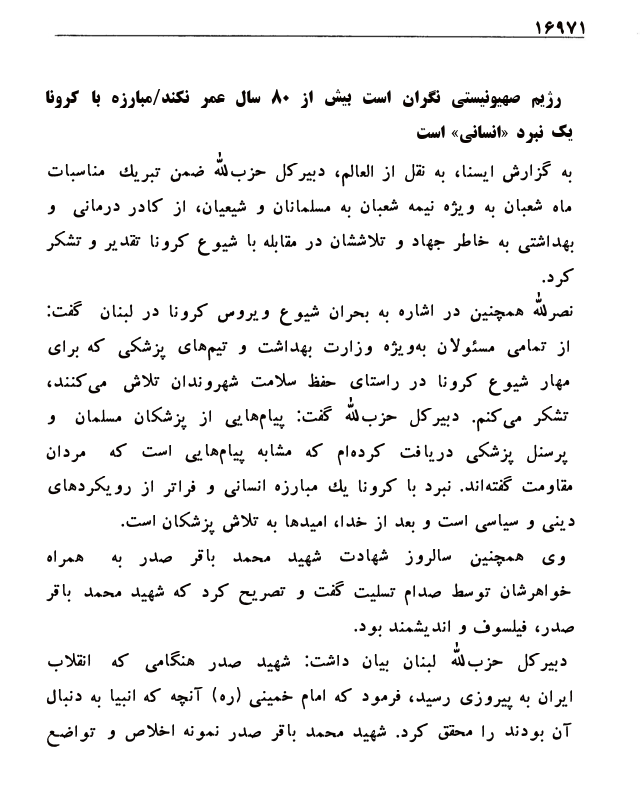 ۱۶۹۷۱
رژیم صهیونیستی نگران است بیش از ۸۰ سال عمر نکند/مبارزه با کرونا
یک نبرد «انسانی» است
به گزارش ایسنا، به نقل از العالم، دبیرکل حزب‌الله ضمن تبریك مناسبات
ماه شعبان به ویژه نیمه شعبان به مسلمانان و شیعیان، از کادر درمانی و
بهداشتی به خاطر جهاد و تلاششان در مقابله با شیوع کرونا تقدیر و تشکر
کرد.
نصرالله همچنین در اشاره به بحران شیوع ویروس کرونا در لبنان گفت:
از تمامی مسئولان به‌ویژه وزارت بهداشت و تیم‌های پزشکی که برای
مهار شیوع کرونا در راستای حفظ سلامت شهروندان تلاش می‌کنند،
تشکر می‌کنم. دبیرکل حزب‌الله گفت: پیام‌هایی از پزشکان مسلمان و
پرسنل پزشکی دریافت کرده‌ام که مشابه پیام‌هایی است که مردان
مقاومت گفته‌اند. نبرد با کرونا یك مبارزه انسانی و فراتر از رویکردهای
دینی و سیاسی است و بعد از خدا، امیدها به تلاش پزشکان است.
وی همچنین سالروز شهادت شهید محمد باقر صدر به همراه
خواهرشان توسط صدام تسلیت گفت و تصریح کرد که شهید محمد باقر
صدر، فیلسوف و اندیشمند بود.
دبیرکل حزب‌الله لبنان بیان داشت: شهید صدر هنگامی که انقلاب
ایران به پیروزی رسید، فرمود که امام خمینی (ره) آنچه که انبیا به دنبال
آن بودند را محقق کرد. شهید محمد باقر صدر نمونه اخلاص و تواضع